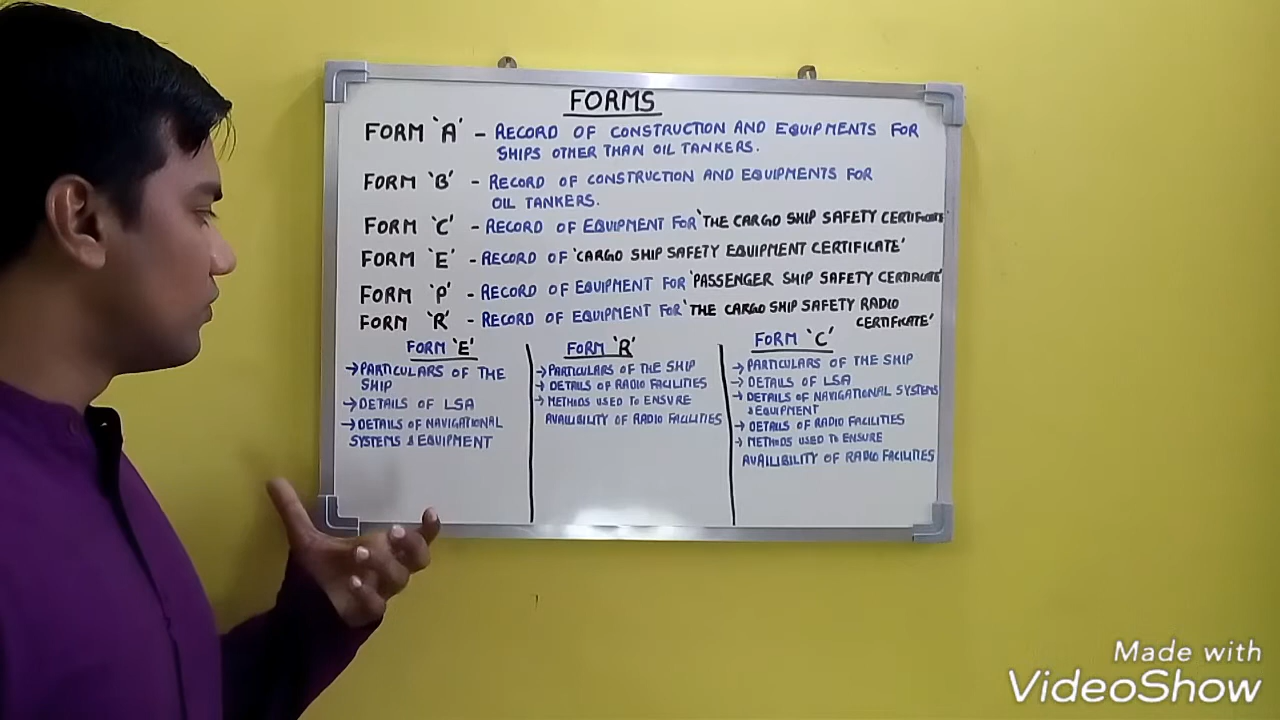 FORMS
FORM 'A' - RECORD OF CONSTRUCTION AND EQUIPMENTS FOR
SHIPS OTHER THAN OIL TANKERS.
FORM 'B' - RECORD OF CONSTRUCTION AND EQUIPMENTS FOR
OIL TANKERS.
FORM 'C' - RECORD OF EQUIPMENT FOR 'THE CARGO SHIP SAFETY CERTIFICATE'
FORM 'E' - RECORD OF 'CARGO SHIP SAFETY EQUIPMENT CERTIFICATE'
FORM 'P' - RECORD OF EQUIPMENT FOR 'PASSENGER SHIP SAFETY CERTIFICATE'
FORM 'R' - RECORD OF EQUIPMENT FOR 'THE CARGO SHIP SAFETY RADIO
CERTIFICATE'
FORM 'E'
→ PARTICULARS OF THE
SHIP
→ DETAILS OF LSA
→ DETAILS OF NAVIGATIONAL
SYSTEMS & EQUIPMENT
FORM 'R'
→ PARTICULARS OF THE SHIP
→ DETAILS OF RADIO FACILITIES
→ METHODS USED TO ENSURE
AVAILIBILITY OF RADIO FACILITIES
FORM 'C'
→ PARTICULARS OF THE SHIP
→ DETAILS OF LSA
→ DETAILS OF NAVIGATIONAL SYSTEMS
& EQUIPMENT
→ DETAILS OF RADIO FACILITIES
→ METHODS USED TO ENSURE
AVAILIBILITY OF RADIO FACILITIES
Made with
VideoShow